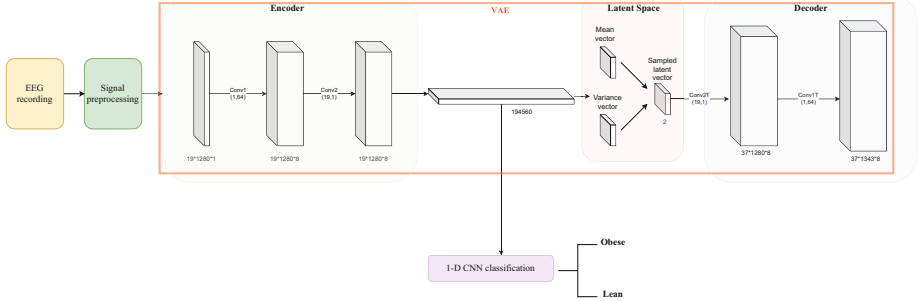 Encoder
VAE
Latent Space
Decoder
EEG
recording
Signal
preprocessing
Conv1
(1,64)
Conv2
(19,1)
19*1280*1
19*1280*8
19*1280*8
194560
Mean
vector
Variance
vector
Sampled
latent
vector
2
Conv2T
(19,1)
Conv1T
(1,64)
37*1280*8
37*1343*8
1-D CNN classification
Obese
Lean